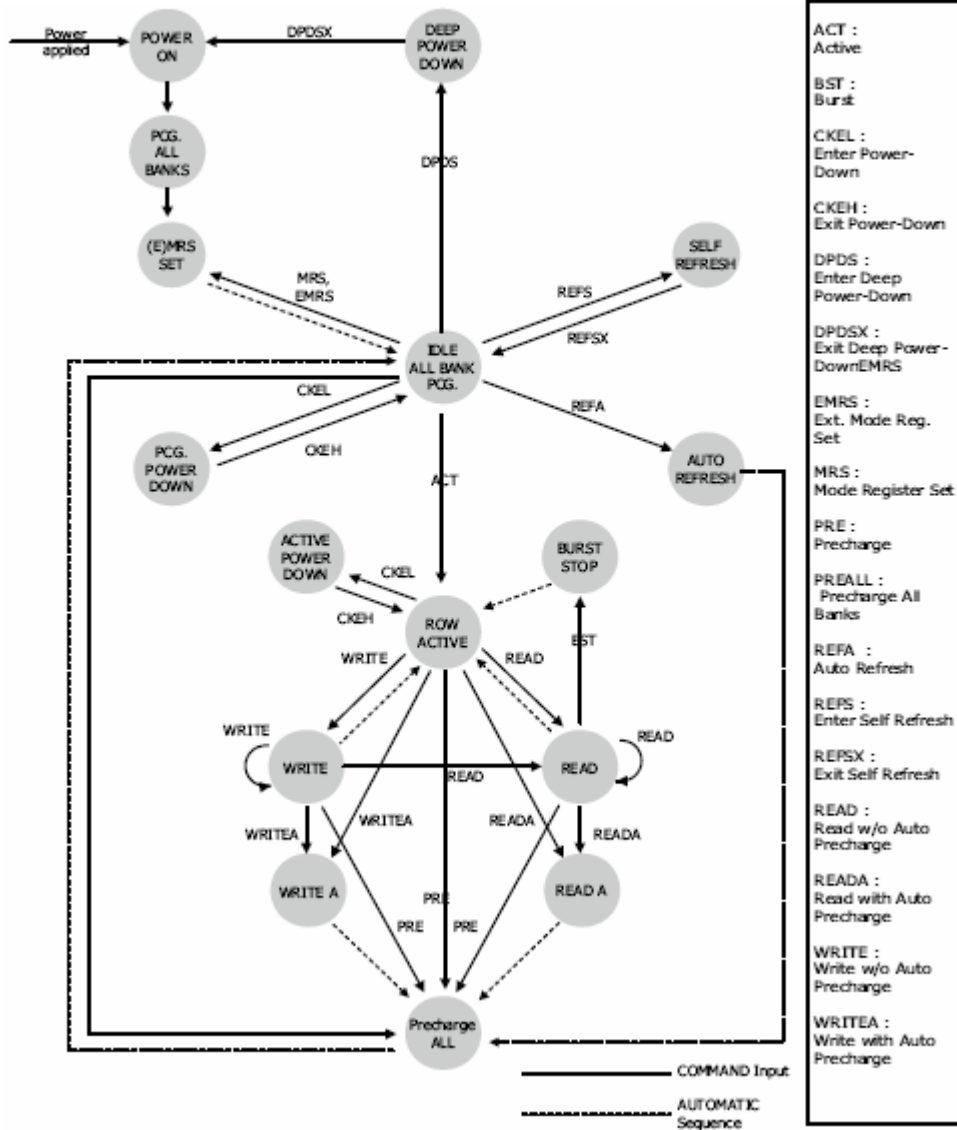 Power
applied
POWER
ON
DPDSX
DEEP
POWER
DOWN
PCG.
ALL
BANKS
DPDS
(E)MRS
SET
MRS,
EMRS
SELF
REFRESH
REFS
REFSX
IDLE
ALL BANK
PCG.
CKEL
CKEH
REFA
PCG.
POWER
DOWN
AUTO
REFRESH
ACT
ACTIVE
POWER
DOWN
BURST
STOP
CKEL
CKEH
ROW
ACTIVE
BST
WRITE
READ
WRITE
READ
WRITE
READ
READ
WRITEA
WRITEA
READA
READA
WRITE A
READ A
PRE
PRE
PRE
Precharge
ALL
COMMAND Input
AUTOMATIC
Sequence
ACT :
Active
BST :
Burst
CKEL :
Enter Power-
Down
CKEH :
Exit Power-Down
DPDS :
Enter Deep
Power-Down
DPDSX :
Exit Deep Power-
DownEMRS
EMRS :
Ext. Mode Reg.
Set
MRS :
Mode Register Set
PRE :
Precharge
PREALL :
Precharge All
Banks
REFA :
Auto Refresh
REFS :
Enter Self Refresh
REFSX :
Exit Self Refresh
READ :
Read w/o Auto
Precharge
READA :
Read with Auto
Precharge
WRITE :
Write w/o Auto
Precharge
WRITEA :
Write with Auto
Precharge